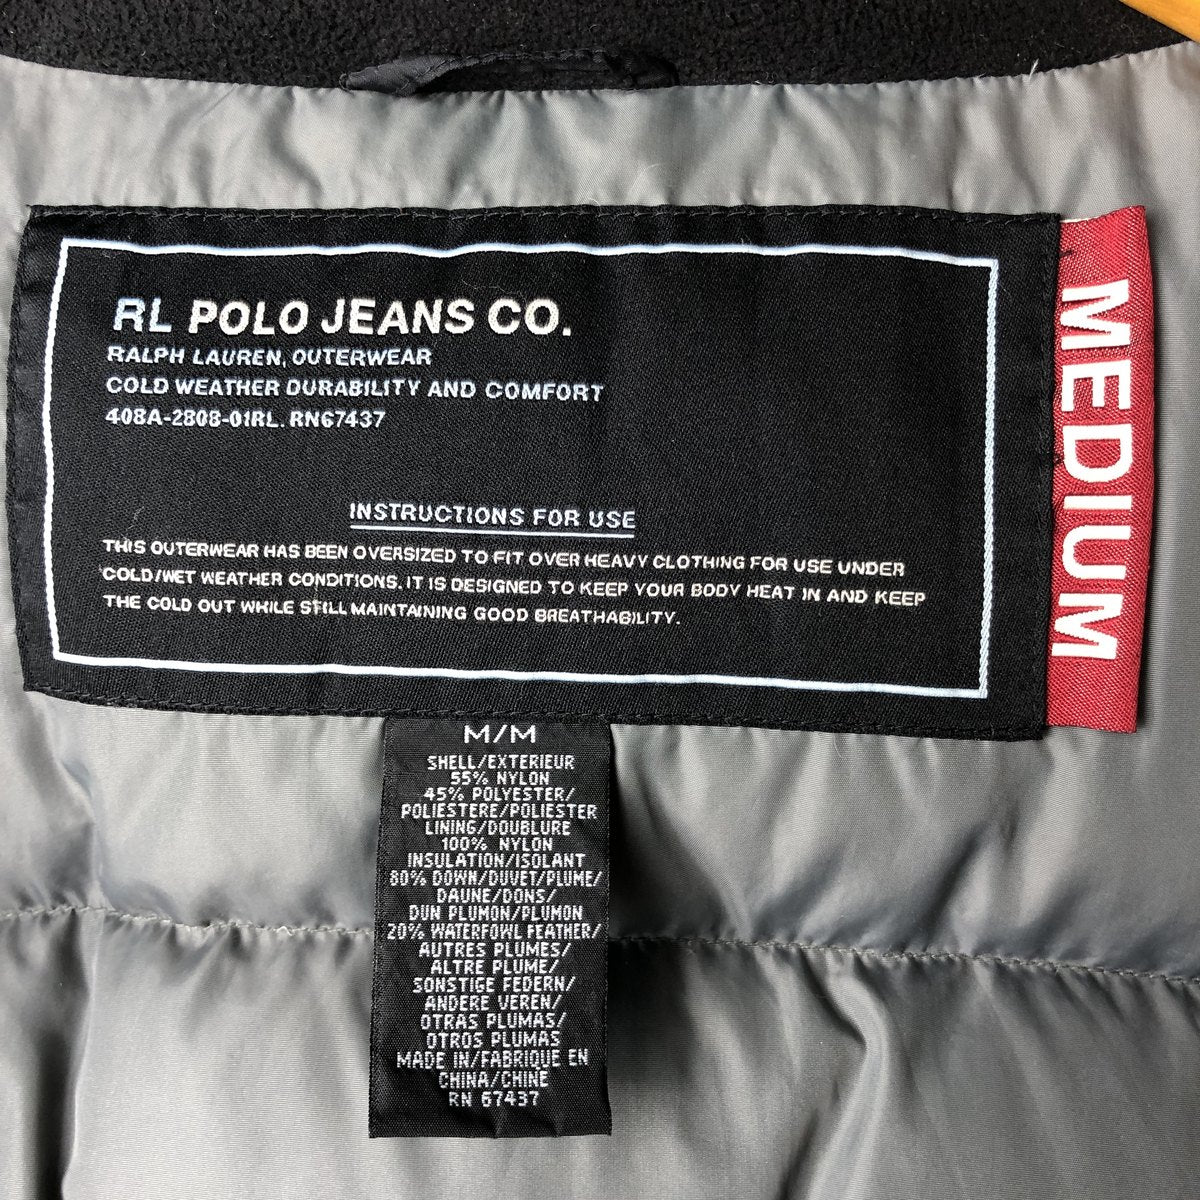 RL POLO JEANS CO.
RALPH LAUREN, OUTERWEAR
COLD WEATHER DURABILITY AND COMFORT
408A-2808-01RL. RN67437
INSTRUCTIONS FOR USE
THIS OUTERWEAR HAS BEEN OVERSIZED TO FIT OVER HEAVY CLOTHING FOR USE UNDER
COLD/WET WEATHER CONDITIONS. IT IS DESIGNED TO KEEP YOUR BODY HEAT IN AND KEEP
THE COLD OUT WHILE STILL MAINTAINING GOOD BREATHABILITY.
MEDIUM
M/M
SHELL/EXTERIEUR
55% NYLON
45% POLYESTER/
POLIESTERE/POLIESTER
LINING/DOUBLURE
100% NYLON
INSULATION/ISOLANT
80% DOWN/DUVET/PLUME/
DAUNE/DONS/
DUN PLUMON/PLUMON
20% WATERFOWL FEATHER/
AUTRES PLUMES/
ALTRE PLUME/
SONSTIGE FEDERN/
ANDERE VEREN/
OTRAS PLUMAS/
OTROS PLUMAS
MADE IN/FABRIQUE EN
CHINA/CHINE
RN 67437